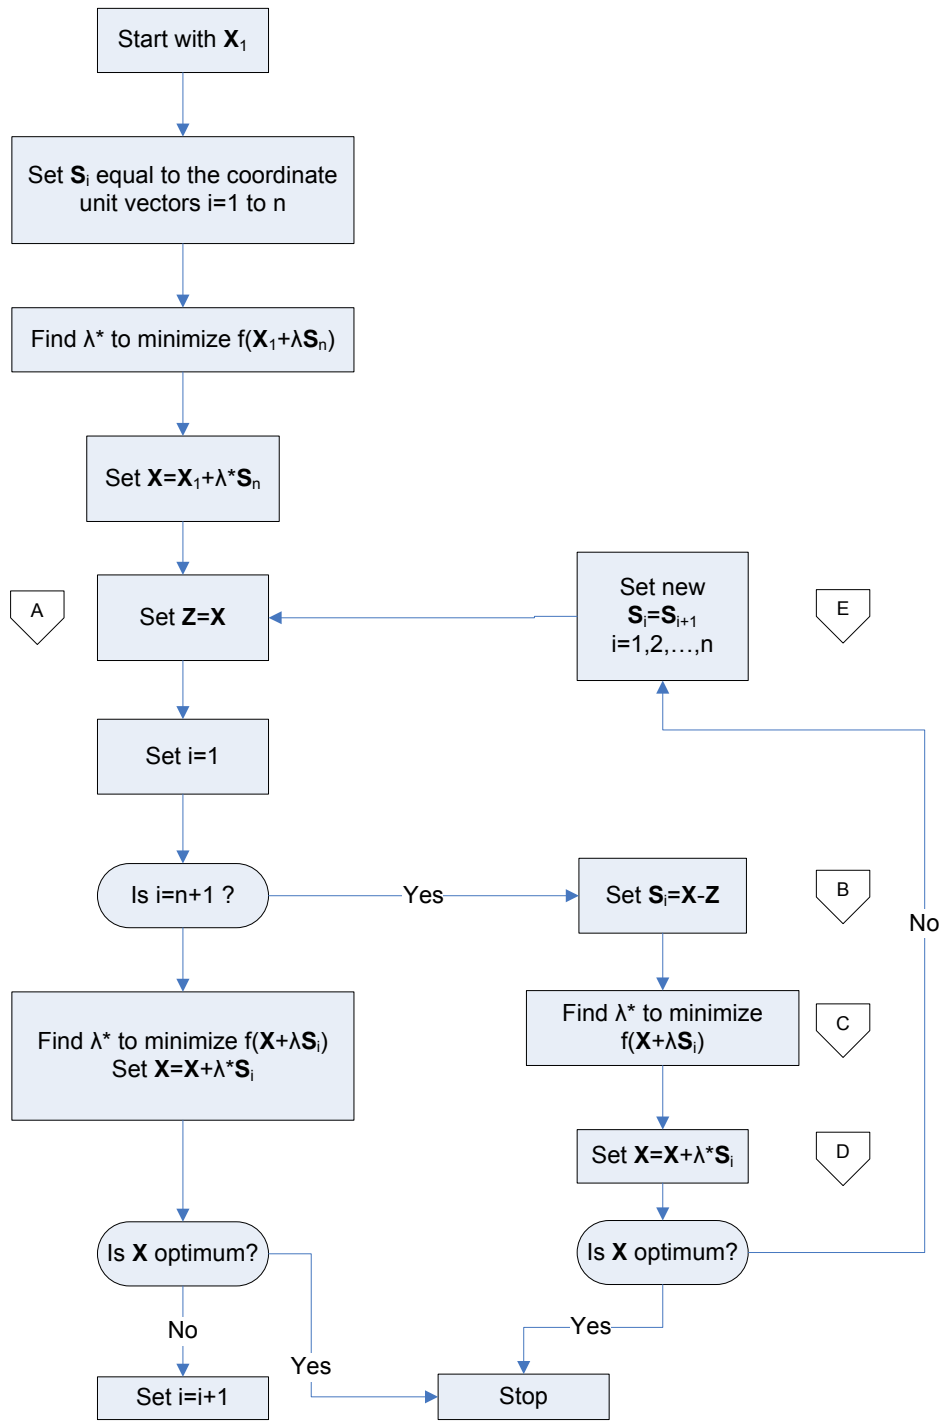 Start with X₁
Set Sᵢ equal to the coordinate
unit vectors i=1 to n
Find λ* to minimize f(X₁+λSₙ)
Set X=X₁+λ*Sₙ
A
Set Z=X
Set new
Sᵢ=Sᵢ₊₁
i=1,2,…,n
E
Set i=1
Is i=n+1 ?
Yes
Set Sᵢ=X-Z
B
No
Find λ* to minimize f(X+λSᵢ)
Set X=X+λ*Sᵢ
Find λ* to minimize
f(X+λSᵢ)
C
Set X=X+λ*Sᵢ
D
Is X optimum?
Is X optimum?
No
Yes
Yes
Set i=i+1
Stop